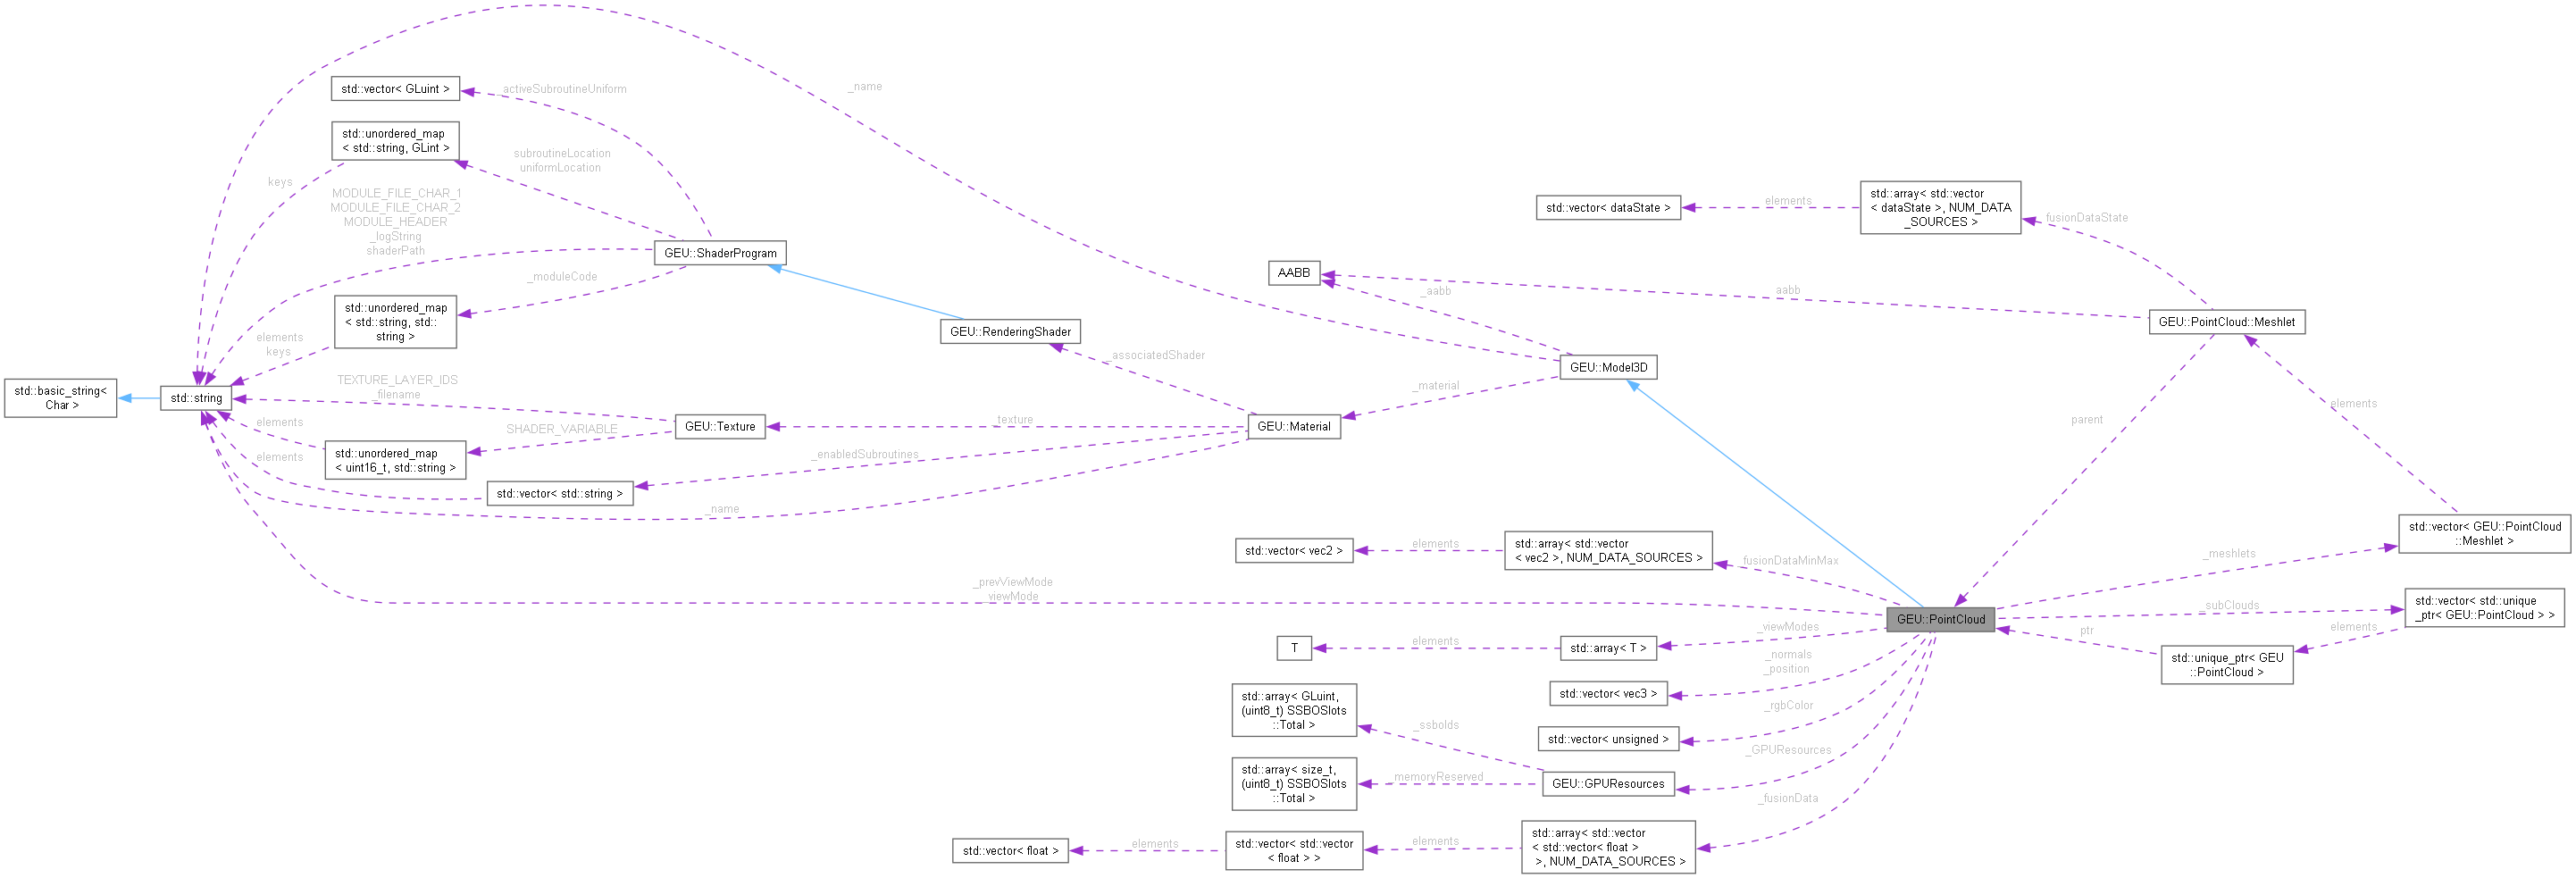 _name
std::vector< GLuint >
_activeSubroutineUniform
std::unordered_map
< std::string, GLint >
subroutineLocation
uniformLocation
keys
MODULE_FILE_CHAR_1
MODULE_FILE_CHAR_2
MODULE_HEADER
_logString
shaderPath
GEU::ShaderProgram
_moduleCode
std::unordered_map
< std::string, std::
string >
elements
keys
std::basic_string<
Char >
std::string
TEXTURE_LAYER_IDS
_filename
GEU::Texture
SHADER_VARIABLE
elements
std::unordered_map
< uint16_t, std::string >
elements
std::vector< std::string >
_enabledSubroutines
_name
_texture
GEU::RenderingShader
_associatedShader
GEU::Material
_material
GEU::Model3D
AABB
_aabb
aabb
std::vector< dataState >
elements
std::array< std::vector
< dataState >, NUM_DATA
_SOURCES >
fusionDataState
GEU::PointCloud::Meshlet
parent
elements
std::vector< GEU::PointCloud
::Meshlet >
_meshlets
std::vector< vec2 >
elements
std::array< std::vector
< vec2 >, NUM_DATA_SOURCES >
_fusionDataMinMax
_prevViewMode
_viewMode
GEU::PointCloud
_subClouds
std::vector< std::unique
_ptr< GEU::PointCloud > >
elements
ptr
std::unique_ptr< GEU
::PointCloud >
T
elements
std::array< T >
_viewModes
std::vector< vec3 >
_normals
_position
std::vector< unsigned >
_rgbColor
std::array< GLuint,
(uint8_t) SSBOSlots
::Total >
_ssboIds
std::array< size_t,
(uint8_t) SSBOSlots
::Total >
_memoryReserved
GEU::GPUResources
_GPUResources
_fusionData
std::vector< float >
elements
std::vector< std::vector
< float > >
elements
std::array< std::vector
< std::vector< float >
>, NUM_DATA_SOURCES >